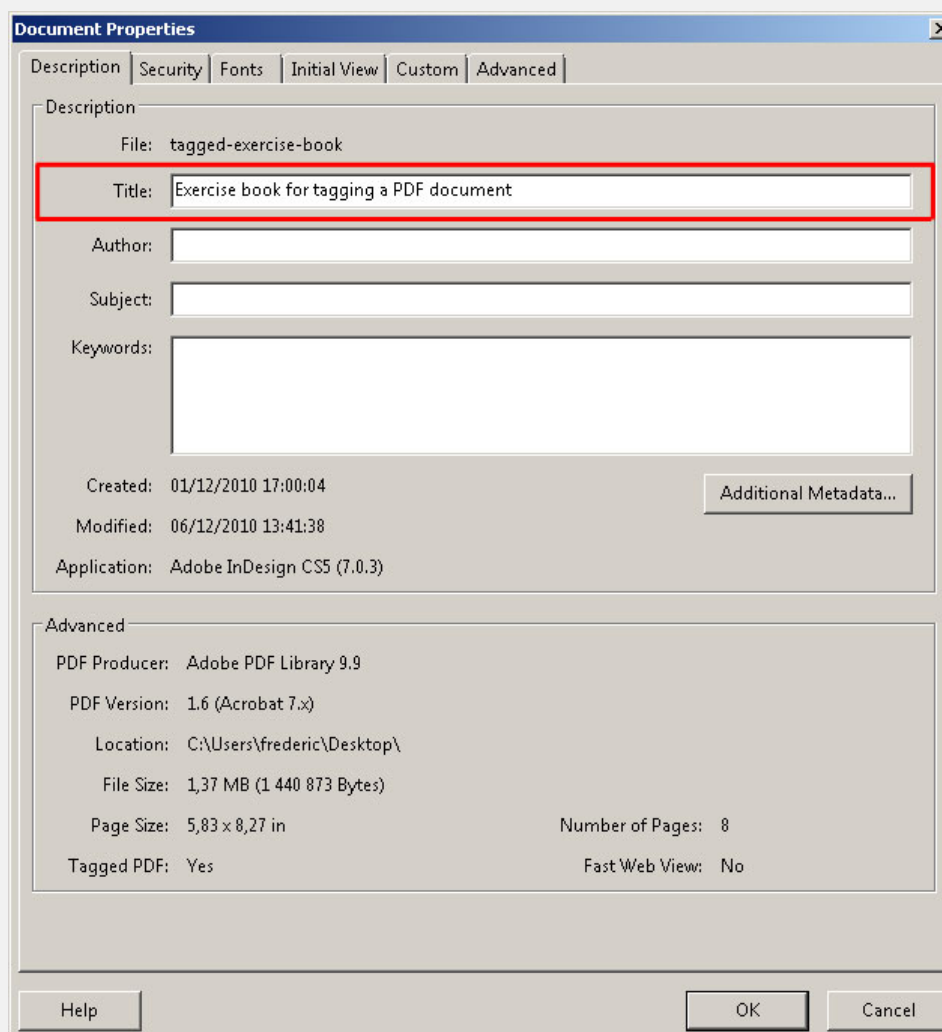 Document Properties
Description Security Fonts Initial View Custom Advanced
Description
File: tagged-exercise-book
Title: Exercise book for tagging a PDF document
Author:
Subject:
Keywords:
Created: 01/12/2010 17:00:04
Additional Metadata...
Modified: 06/12/2010 13:41:38
Application: Adobe InDesign CS5 (7.0.3)
Advanced
PDF Producer: Adobe PDF Library 9.9
PDF Version: 1.6 (Acrobat 7.x)
Location: C:\Users\frederic\Desktop\
File Size: 1,37 MB (1 440 873 Bytes)
Page Size: 5,83 x 8,27 in Number of Pages: 8
Tagged PDF: Yes Fast Web View: No
Help OK Cancel